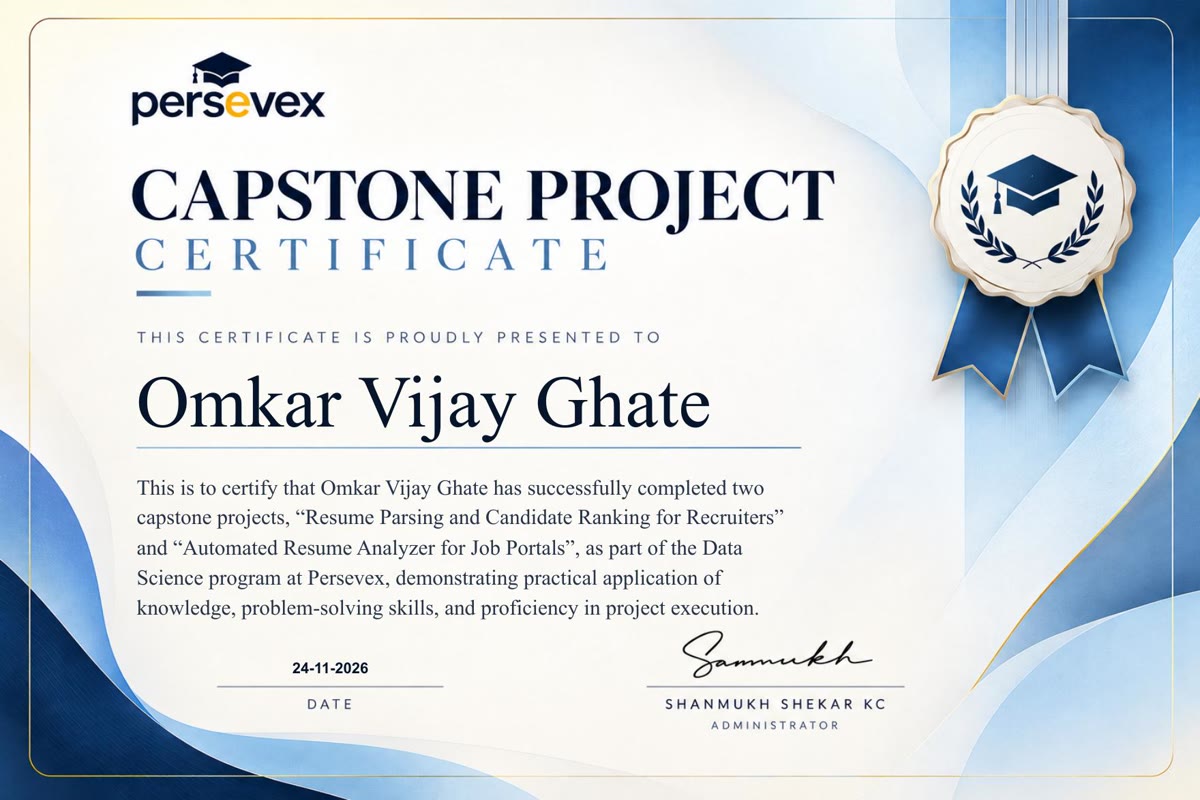 persevex
CAPSTONE PROJECT
CERTIFICATE
THIS CERTIFICATE IS PROUDLY PRESENTED TO
Omkar Vijay Ghate
This is to certify that Omkar Vijay Ghate has successfully completed two
capstone projects, “Resume Parsing and Candidate Ranking for Recruiters”
and “Automated Resume Analyzer for Job Portals”, as part of the Data
Science program at Persevex, demonstrating practical application of
knowledge, problem-solving skills, and proficiency in project execution.
24-11-2026
DATE
Sammukh
SHANMUKH SHEKAR KC
ADMINISTRATOR